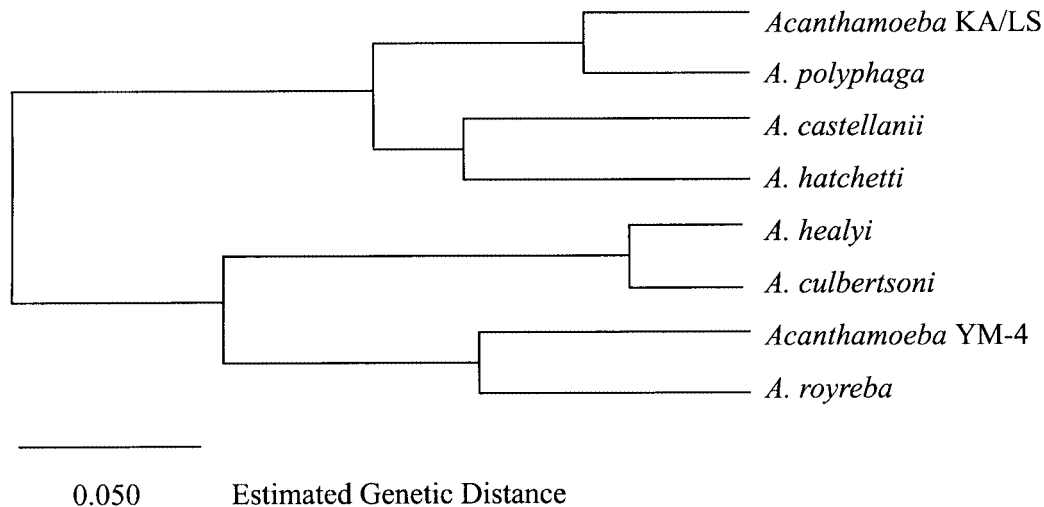 Acanthamoeba KA/LS
A. polyphaga
A. castellanii
A. hatchetti
A. healyi
A. culbertsoni
Acanthamoeba YM-4
A. royreba
0.050 Estimated Genetic Distance